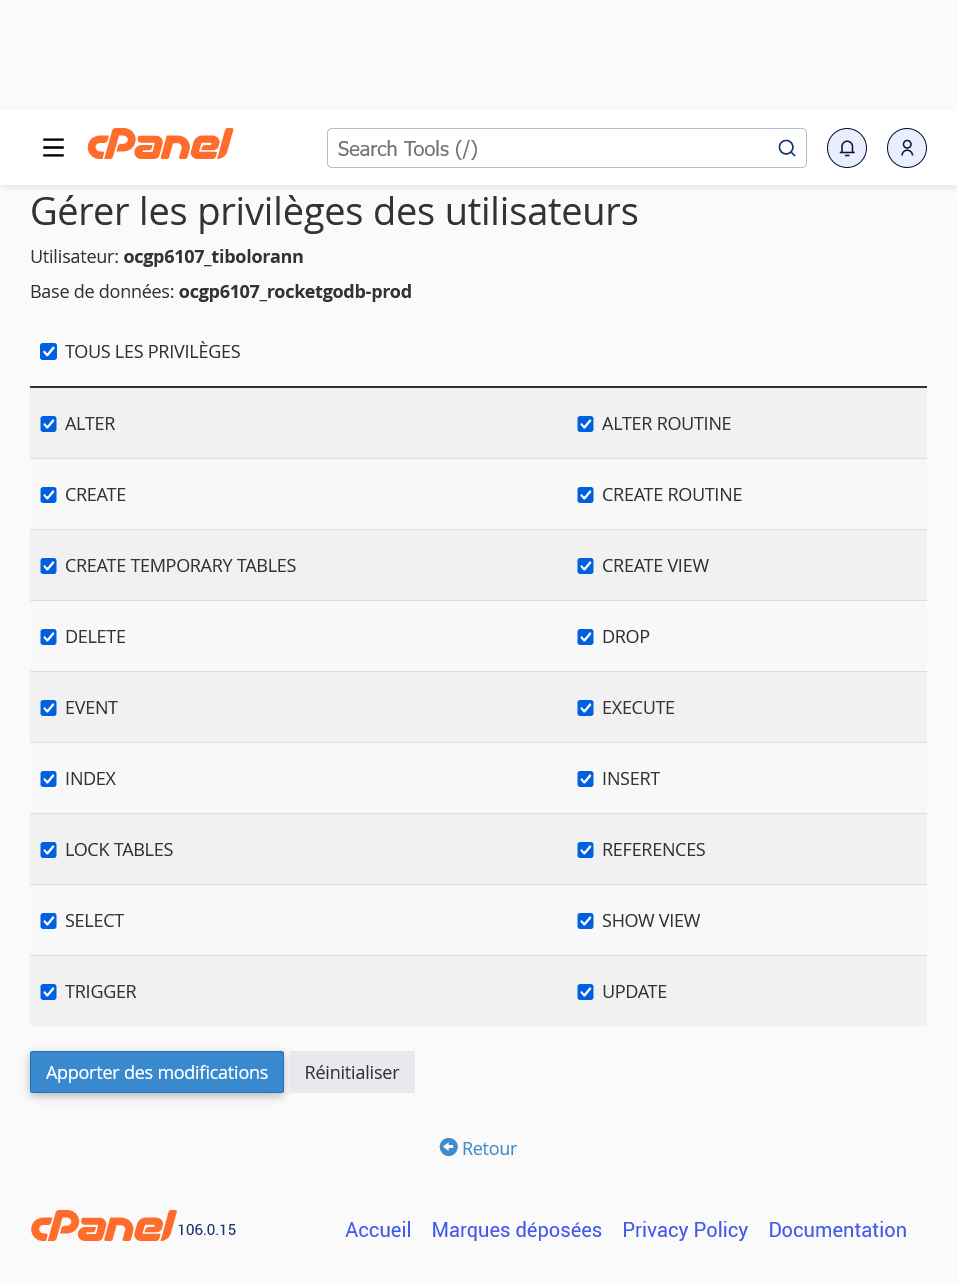 cPanel
Search Tools (/)
Gérer les privilèges des utilisateurs
Utilisateur: ocgp6107_tibolorann
Base de données: ocgp6107_rocketgodb-prod
TOUS LES PRIVILÈGES
ALTER ALTER ROUTINE
CREATE CREATE ROUTINE
CREATE TEMPORARY TABLES CREATE VIEW
DELETE DROP
EVENT EXECUTE
INDEX INSERT
LOCK TABLES REFERENCES
SELECT SHOW VIEW
TRIGGER UPDATE
Apporter des modifications Réinitialiser
Retour
cPanel 106.0.15 Accueil Marques déposées Privacy Policy Documentation